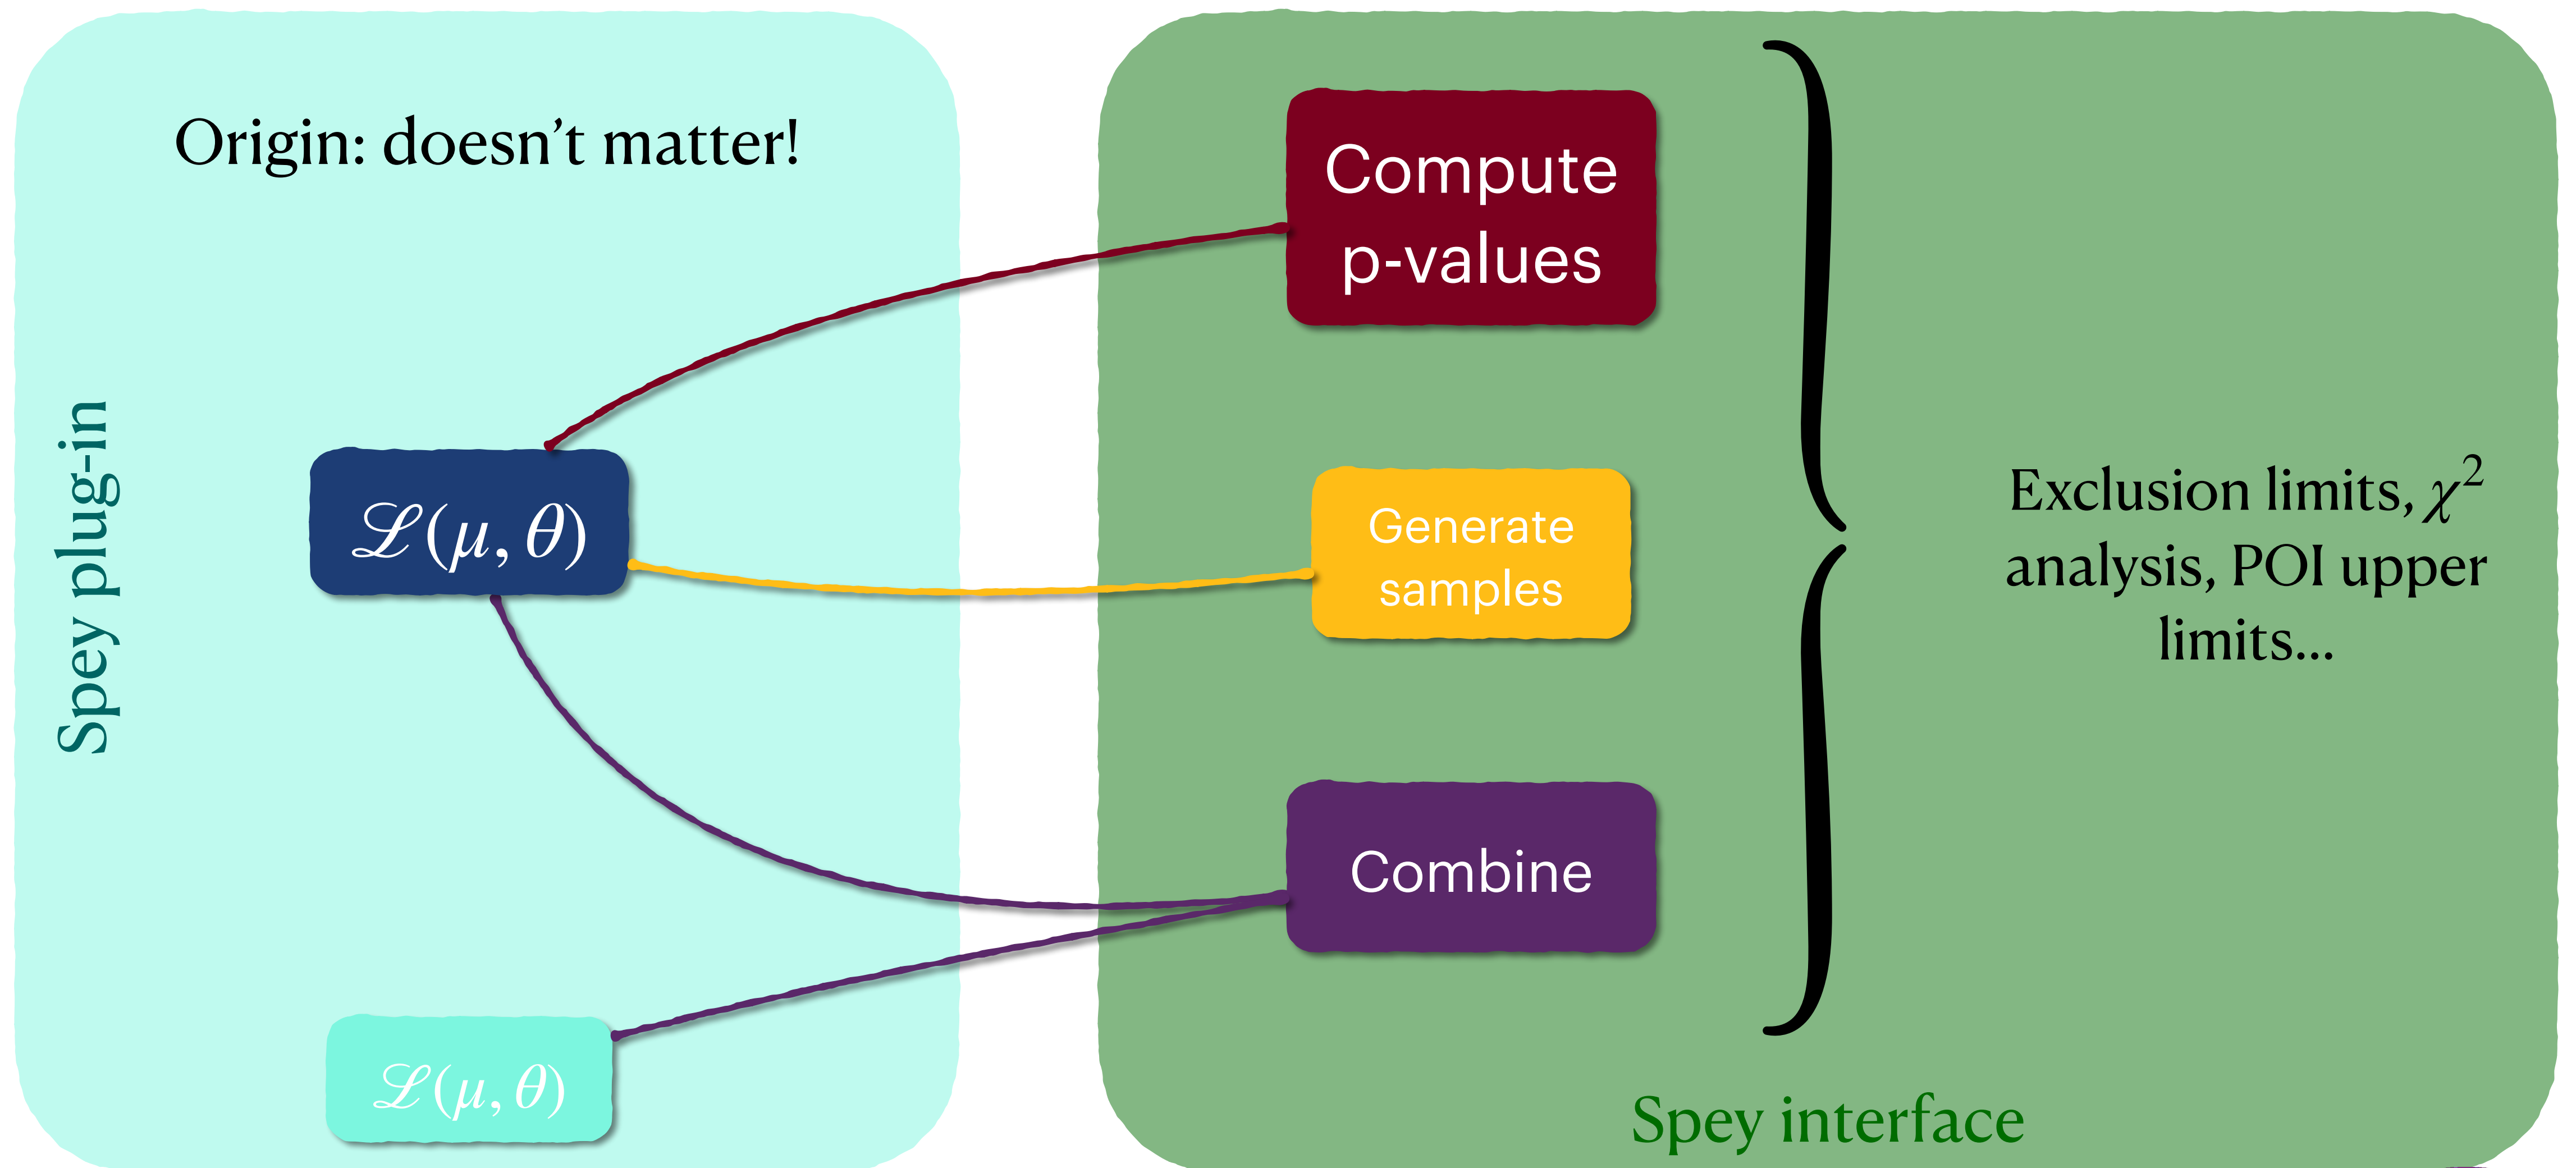 Origin: doesn’t matter!
Spey plug-in
ℒ(μ, θ)
ℒ(μ, θ)
Compute
p-values
Generate
samples
Combine
Exclusion limits, χ²
analysis, POI upper
limits...
Spey interface